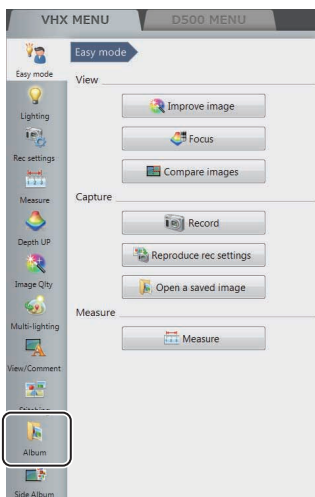 VHX MENU
D500 MENU
Easy mode
Easy mode
Lighting
Rec settings
Measure
Depth UP
Image Qlty
Multi-lighting
View/Comment
Stitching
Album
Side Album
View
Improve image
Focus
Compare images
Capture
Record
Reproduce rec settings
Open a saved image
Measure
Measure